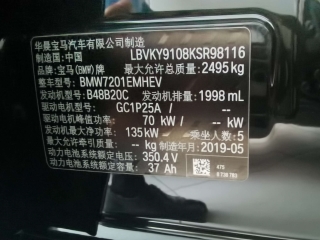 华晨宝马汽车有限公司制造
制造国:中国 LBVKY9108KSR98116
品牌:宝马(BMW)牌 最大允许总质量:2495 kg
整车型号:BMW7201EMHEV
发动机型号:B48B20C 发动机排量:1998 mL
驱动电机型号: GC1P25A / -
驱动电机峰值功率: 70 kW / - kW
发动机最大净功率:135 kW 乘坐人数:5
最大允许牵引质量: -- kg 制造年月:2019-05
动力电池系统额定电压:350.4 V
动力电池系统额定容量: 37 Ah
475